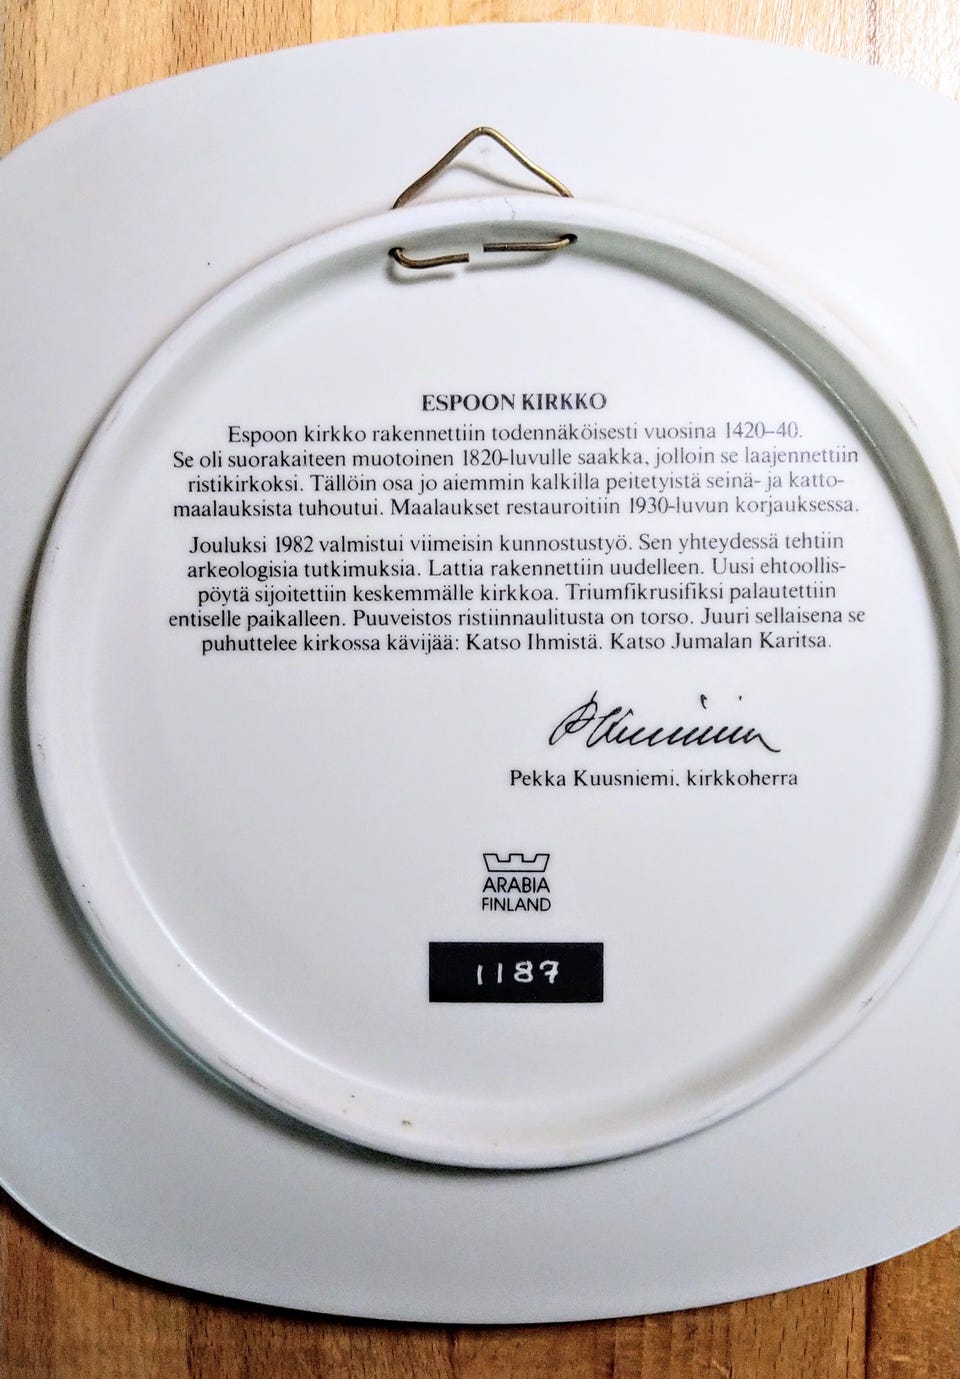 ESPOON KIRKKO
Espoon kirkko rakennettiin todennäköisesti vuosina 1420–40.
Se oli suorakaiteen muotoinen 1820-luvulle saakka, jolloin se laajennettiin
ristikirkoksi. Tällöin osa jo aiemmin kalkilla peitetyistä seinä- ja katto-
maalauksista tuhoutui. Maalaukset restauroitiin 1930-luvun korjauksessa.
Jouluksi 1982 valmistui viimeisin kunnostustyö. Sen yhteydessä tehtiin
arkeologisia tutkimuksia. Lattia rakennettiin uudelleen. Uusi ehtoollis-
pöytä sijoitettiin keskemmälle kirkkoa. Triumfikrusifiksi palautettiin
entiselle paikalleen. Puuveistos ristiinnaulitusta on torso. Juuri sellaisena se
puhuttelee kirkossa kävijää: Katso Ihmistä. Katso Jumalan Karitsa.
Pekka Kuusniemi, kirkkoherra
ARABIA
FINLAND
1187